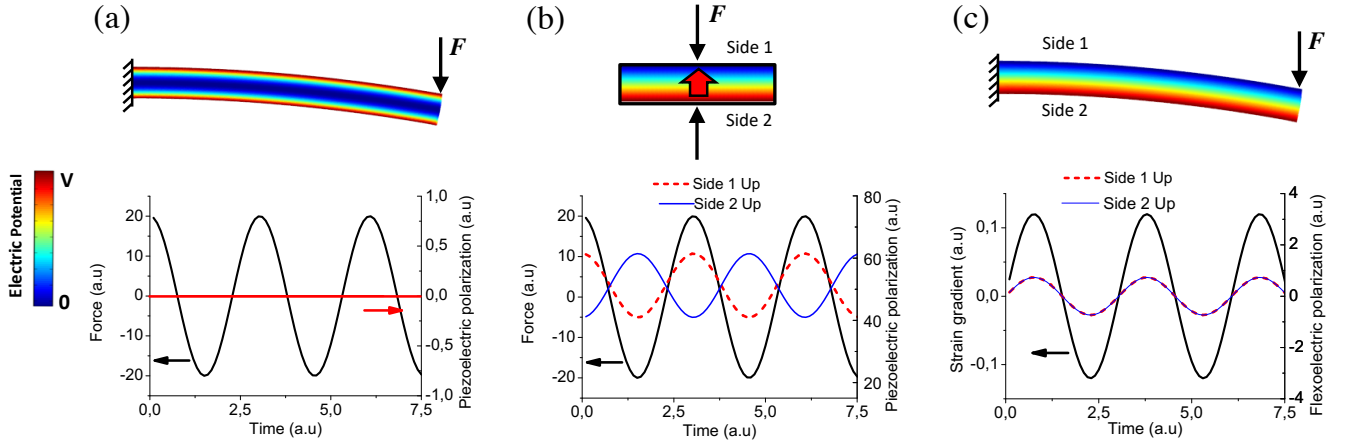 (a)
F
V
Electric Potential
0
20
10
0
-10
-20
Force (a.u)
1,0
0,5
0,0
-0,5
-1,0
Piezoelectric polarization (a.u)
0,0 2,5 5,0 7,5
Time (a.u)
(b)
F
Side 1
Side 2
Side 1 Up
Side 2 Up
20
10
0
-10
-20
Force (a.u)
80
60
40
20
Piezoelectric polarization (a.u)
0,0 2,5 5,0 7,5
Time (a.u)
(c)
F
Side 1
Side 2
Side 1 Up
Side 2 Up
0,1
0,0
-0,1
Strain gradient (a.u)
4
2
0
-2
-4
Flexoelectric polarization (a.u)
0,0 2,5 5,0 7,5
Time (a.u)